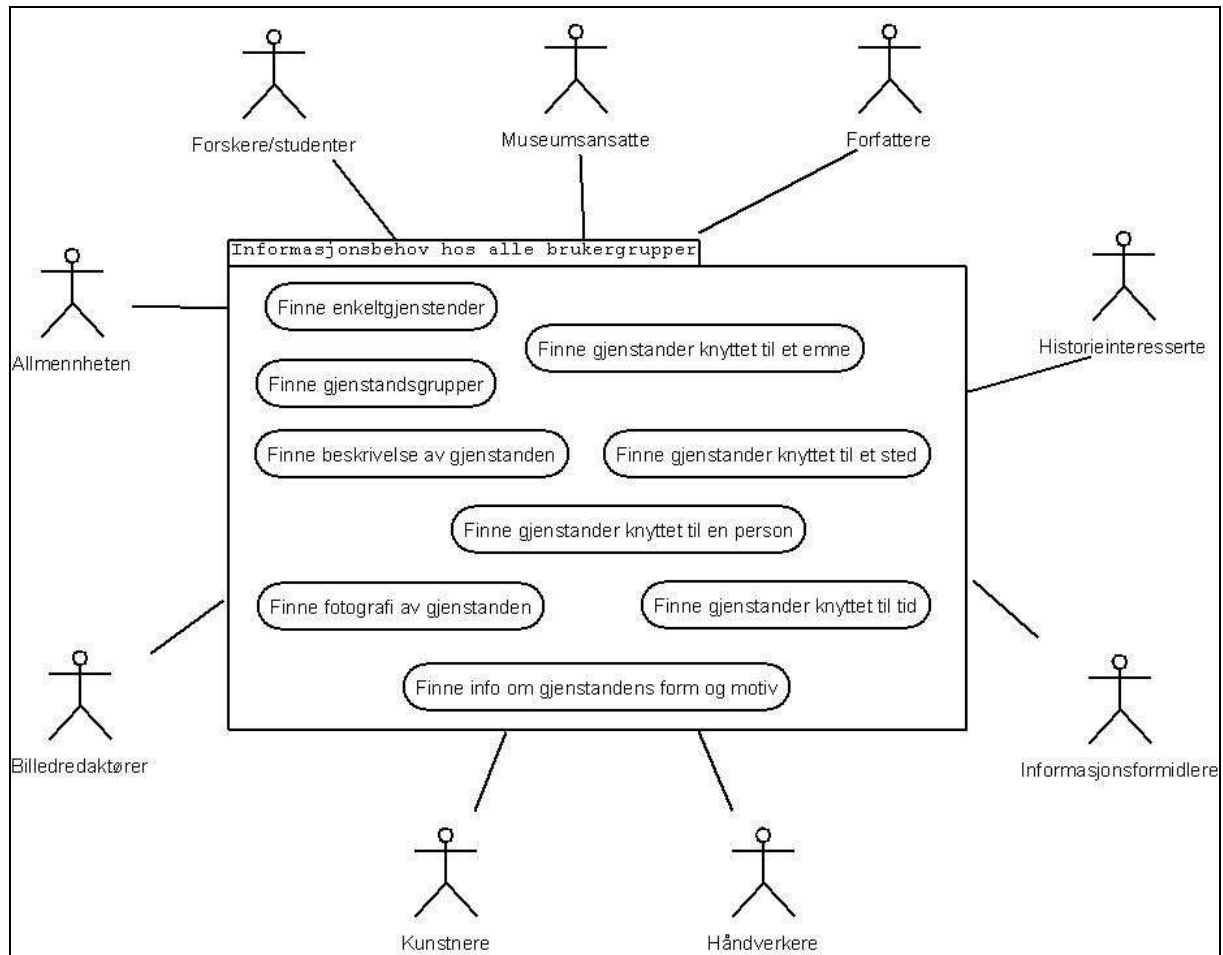 Forskere/studenter
Museumsansatte
Forfattere
Informasjonsbehov hos alle brukergrupper
Allmennheten
Historieinteresserte
Finne enkeltgjenstender
Finne gjenstander knyttet til et emne
Finne gjenstandsgrupper
Finne beskrivelse av gjenstanden
Finne gjenstander knyttet til et sted
Finne gjenstander knyttet til en person
Finne fotografi av gjenstanden
Finne gjenstander knyttet til tid
Finne info om gjenstandens form og motiv
Billedredaktører
Informasjonsformidlere
Kunstnere
Håndverkere